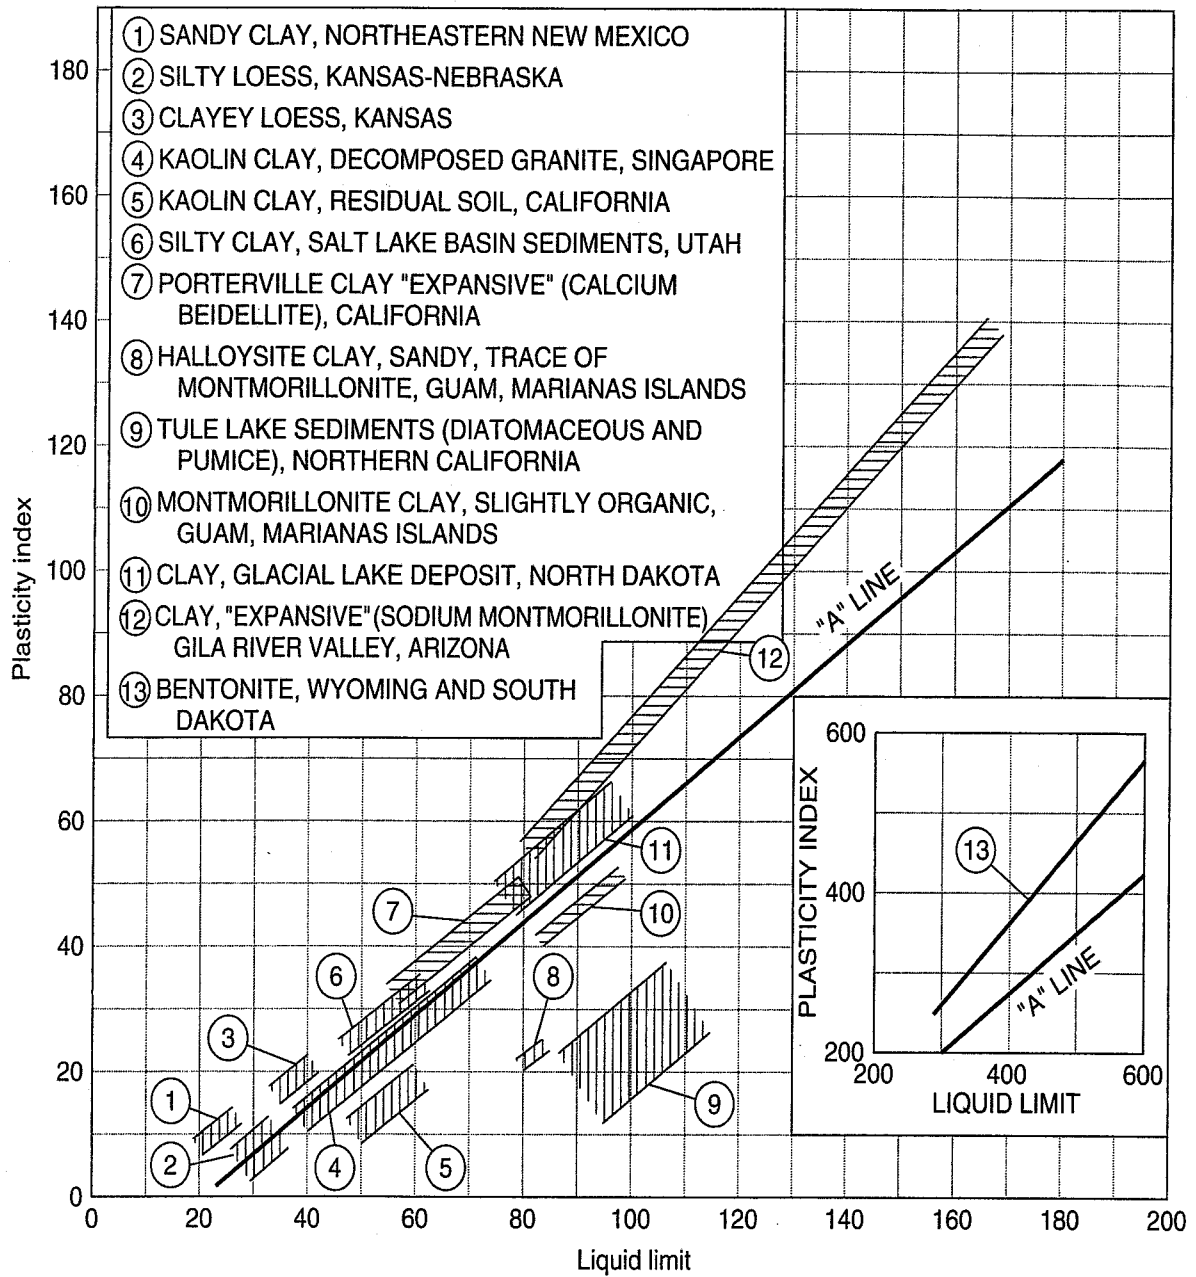 ① SANDY CLAY, NORTHEASTERN NEW MEXICO
② SILTY LOESS, KANSAS-NEBRASKA
③ CLAYEY LOESS, KANSAS
④ KAOLIN CLAY, DECOMPOSED GRANITE, SINGAPORE
⑤ KAOLIN CLAY, RESIDUAL SOIL, CALIFORNIA
⑥ SILTY CLAY, SALT LAKE BASIN SEDIMENTS, UTAH
⑦ PORTERVILLE CLAY "EXPANSIVE" (CALCIUM
BEIDELLITE), CALIFORNIA
⑧ HALLOYSITE CLAY, SANDY, TRACE OF
MONTMORILLONITE, GUAM, MARIANAS ISLANDS
⑨ TULE LAKE SEDIMENTS (DIATOMACEOUS AND
PUMICE), NORTHERN CALIFORNIA
⑩ MONTMORILLONITE CLAY, SLIGHTLY ORGANIC,
GUAM, MARIANAS ISLANDS
⑪ CLAY, GLACIAL LAKE DEPOSIT, NORTH DAKOTA
⑫ CLAY, "EXPANSIVE" (SODIUM MONTMORILLONITE)
GILA RIVER VALLEY, ARIZONA
⑬ BENTONITE, WYOMING AND SOUTH
DAKOTA
Plasticity index
180
160
140
120
100
80
60
40
20
0
"A" LINE
⑫
⑪
⑩
⑦
⑥
⑧
③
①
②
④
⑤
⑨
PLASTICITY INDEX
600
400
200
⑬
"A" LINE
200 400 600
LIQUID LIMIT
0 20 40 60 80 100 120 140 160 180 200
Liquid limit